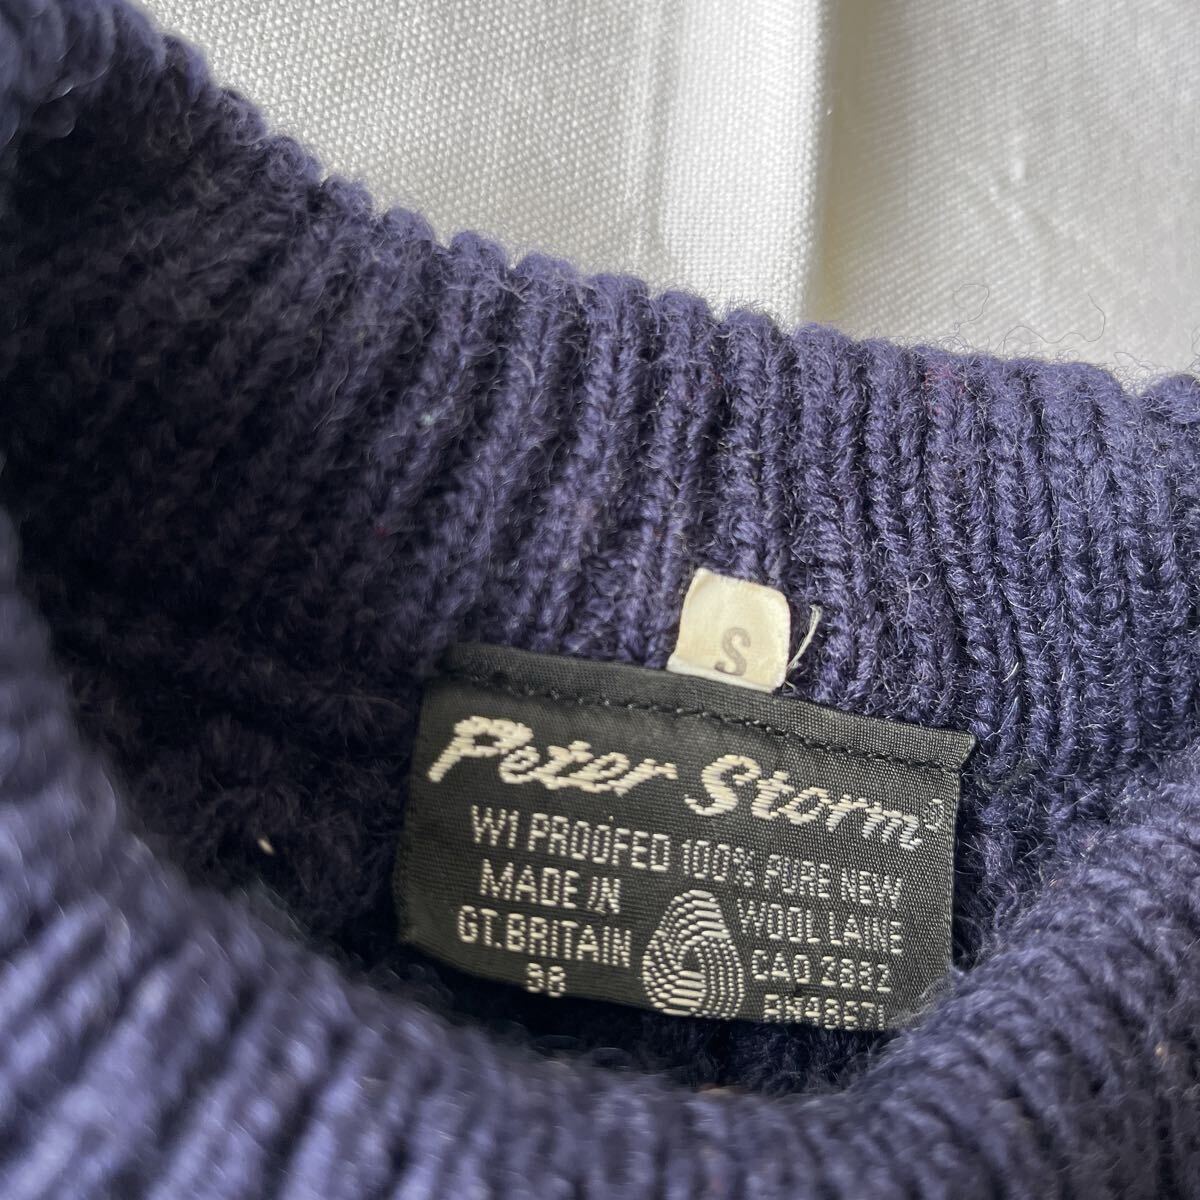 S
Peter Storm
W1 PROOFED 100% PURE NEW
MADE IN WOOL LAINE
GT. BRITAIN CAO 2882